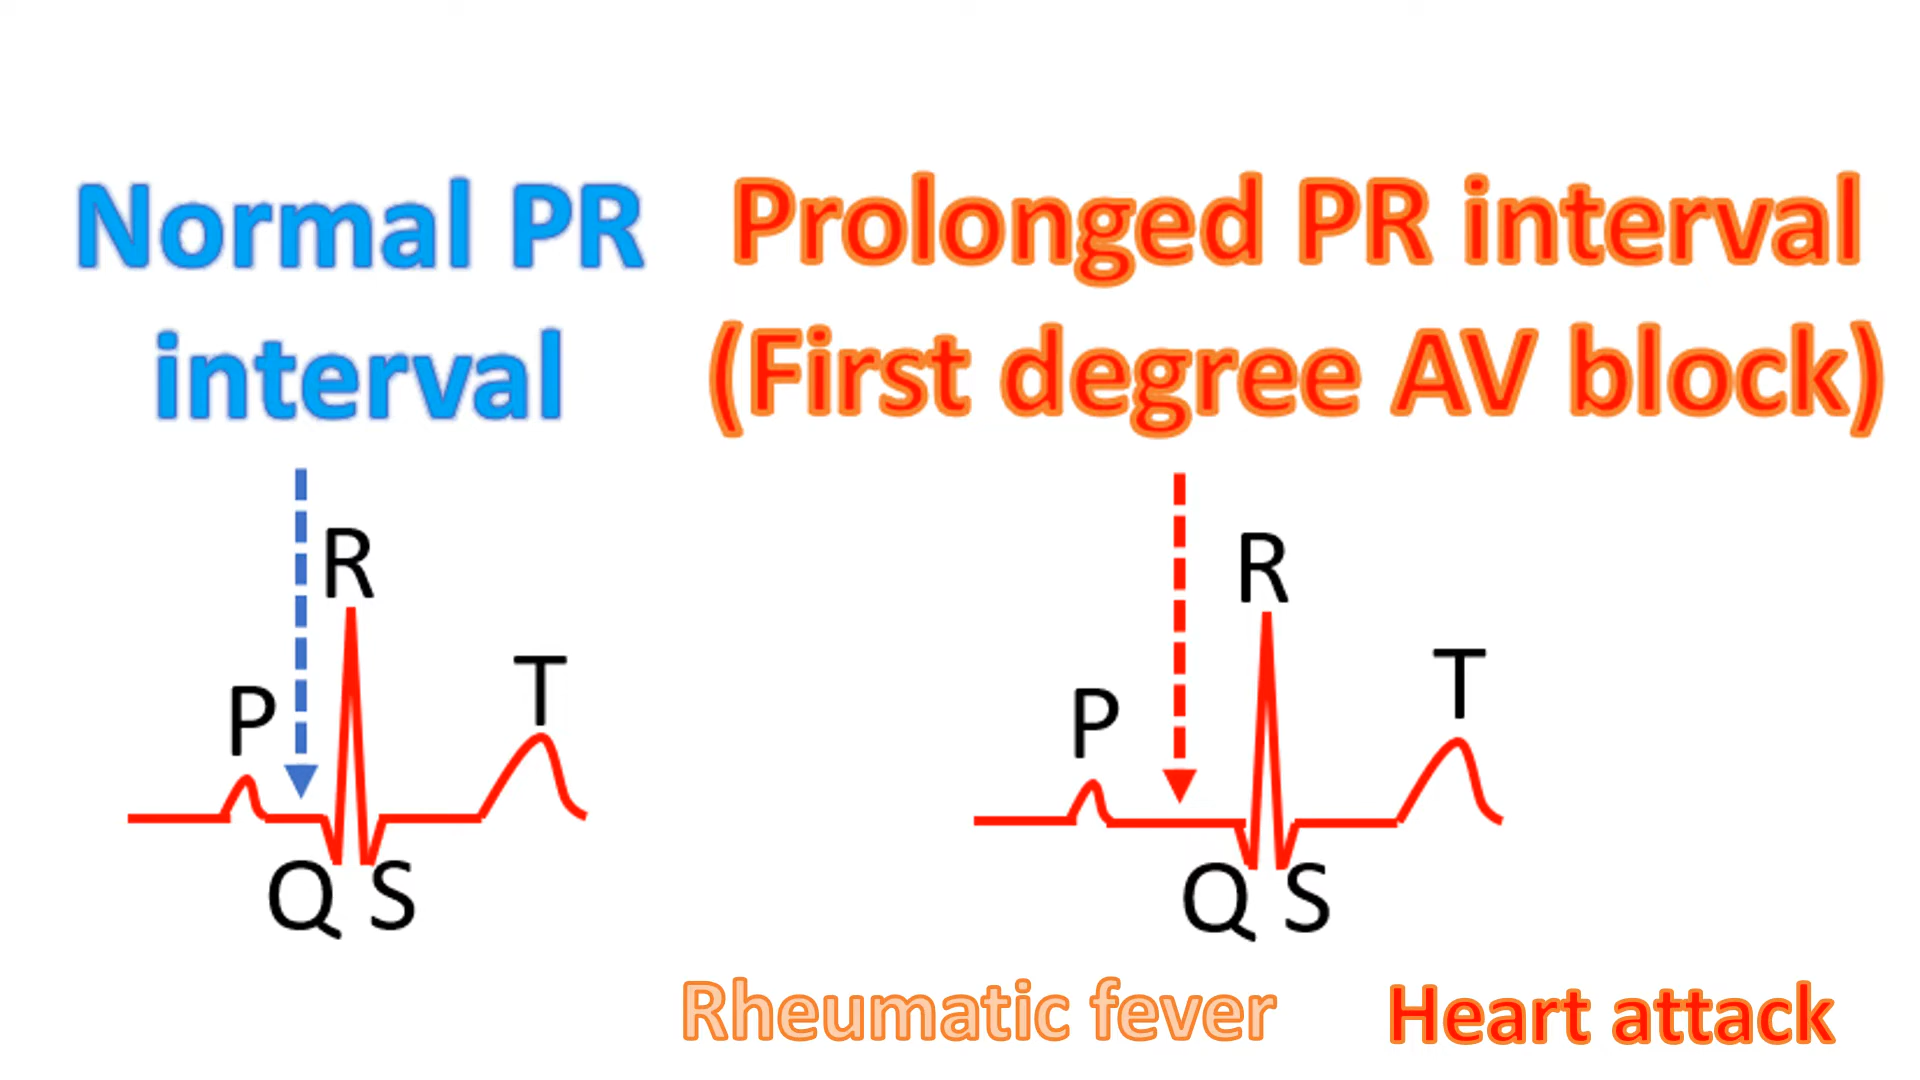 Normal PR
interval
Prolonged PR interval
(First degree AV block)
R
P
T
Q S
R
P
T
Q S
Rheumatic fever
Heart attack